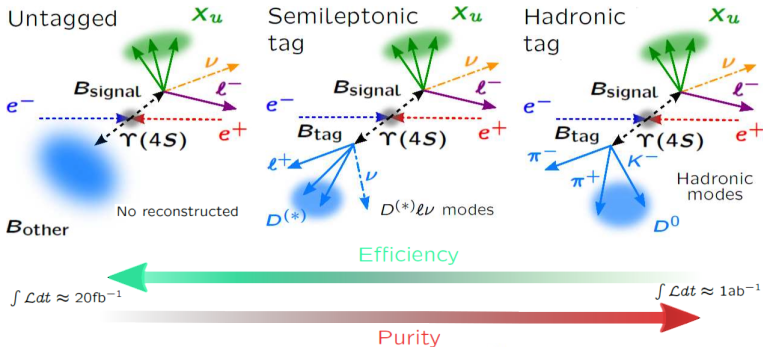 Untagged
X_u
ν
B_signal
ℓ⁻
e⁻
e⁺
ϒ(4S)
No reconstructed
B_other
Semileptonic
tag
X_u
ν
B_signal
ℓ⁻
e⁻
e⁺
B_tag
ϒ(4S)
ℓ⁺
ν
D^(*)
D^(*)ℓν modes
Hadronic
tag
X_u
ν
B_signal
ℓ⁻
e⁻
e⁺
B_tag
ϒ(4S)
π⁻
K⁻
π⁺
Hadronic
modes
D⁰
Efficiency
∫ℒdt ≈ 20fb⁻¹
∫ℒdt ≈ 1ab⁻¹
Purity